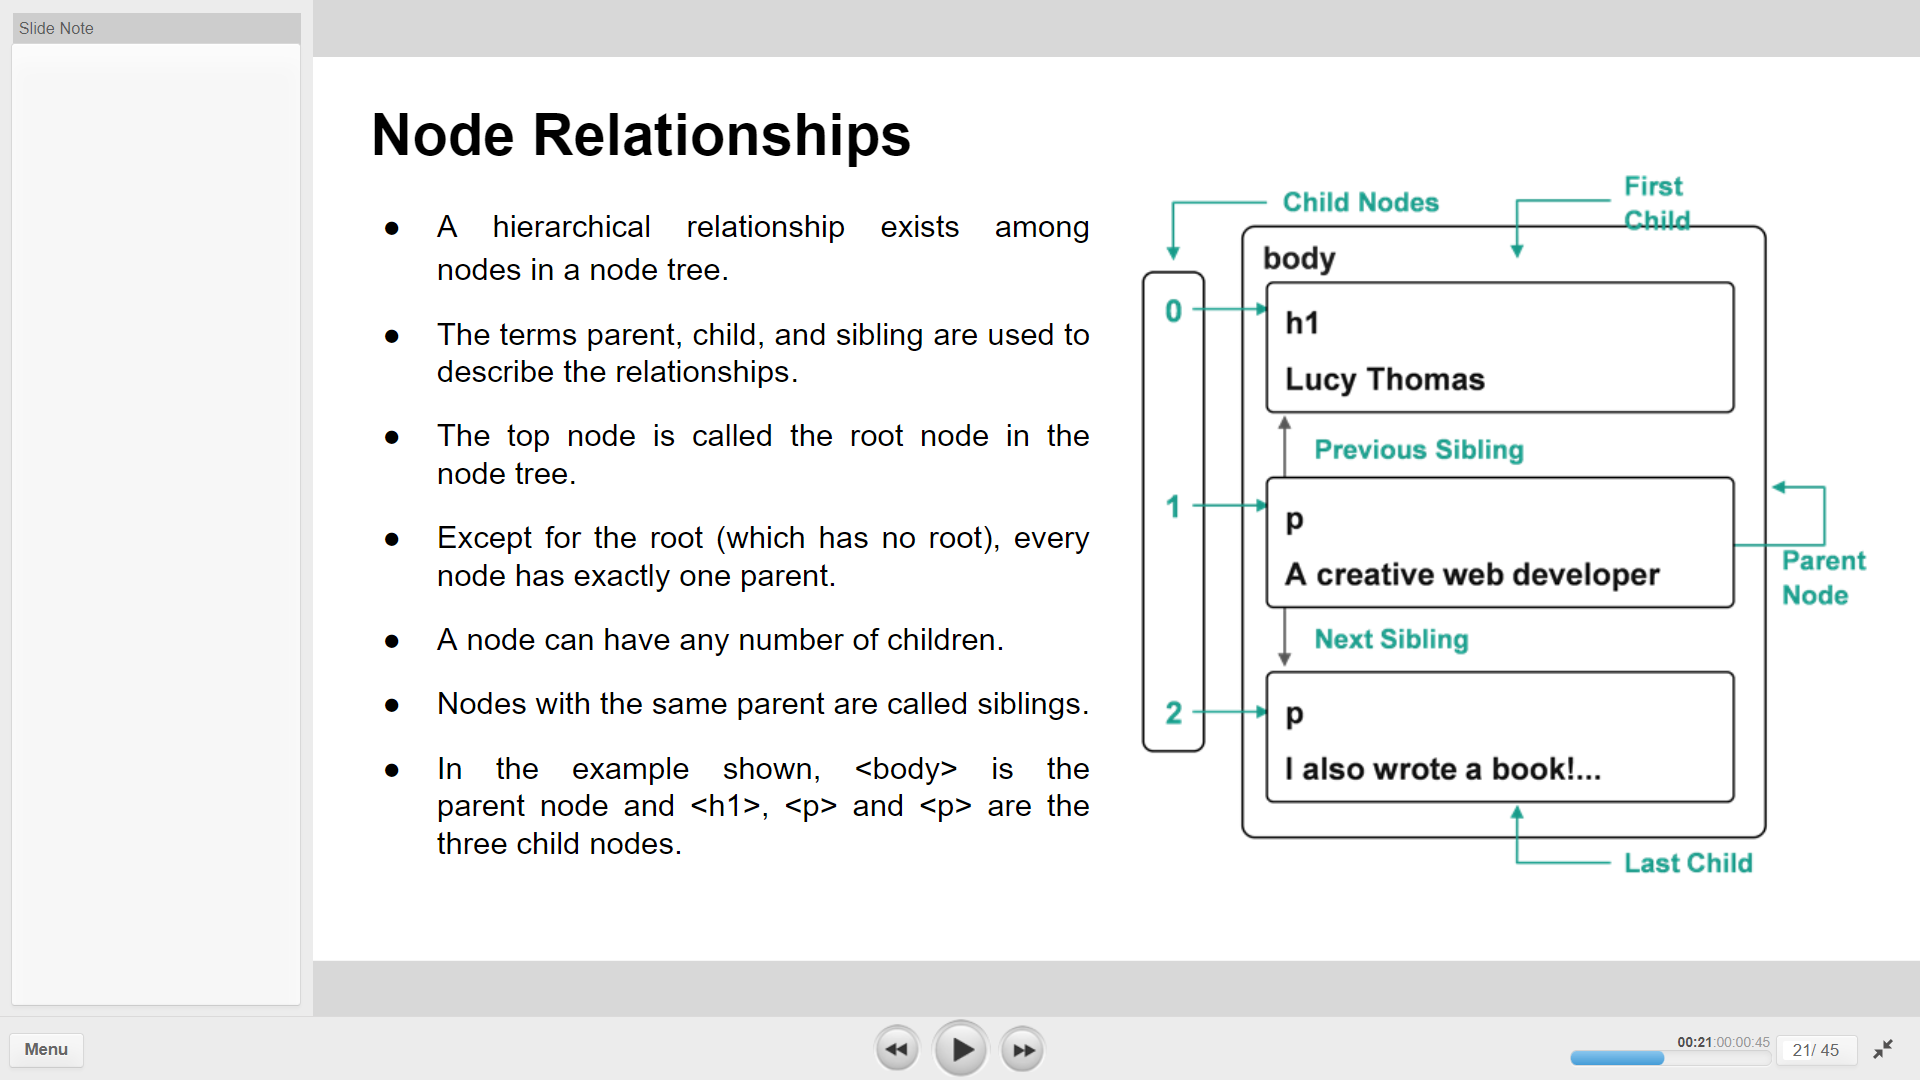 Slide Note
Node Relationships
● A hierarchical relationship exists among
nodes in a node tree.
● The terms parent, child, and sibling are used to
describe the relationships.
● The top node is called the root node in the
node tree.
● Except for the root (which has no root), every
node has exactly one parent.
● A node can have any number of children.
● Nodes with the same parent are called siblings.
● In the example shown, <body> is the
parent node and <h1>, <p> and <p> are the
three child nodes.
Child Nodes
First
Child
body
0
h1
Lucy Thomas
Previous Sibling
1
p
A creative web developer
Parent
Node
Next Sibling
2
p
I also wrote a book!...
Last Child
Menu
00:21:00:00:45
21/ 45